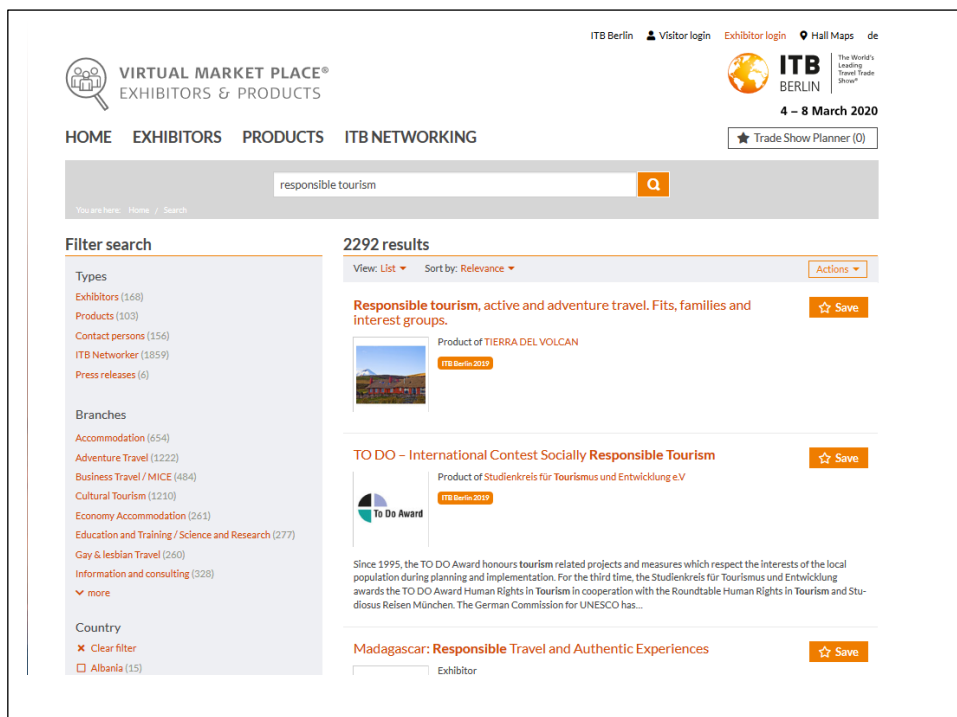 ITB Berlin Visitor login Exhibitor login Hall Maps de
VIRTUAL MARKET PLACE®
EXHIBITORS & PRODUCTS
ITB
BERLIN
The World's
Leading
Travel Trade
Show®
4 – 8 March 2020
HOME EXHIBITORS PRODUCTS ITB NETWORKING
Trade Show Planner (0)
responsible tourism
You are here: Home / Search
Filter search
Types
Exhibitors (168)
Products (103)
Contact persons (156)
ITB Networker (1859)
Press releases (6)
Branches
Accommodation (654)
Adventure Travel (1222)
Business Travel / MICE (484)
Cultural Tourism (1210)
Economy Accommodation (261)
Education and Training / Science and Research (277)
Gay & lesbian Travel (260)
Information and consulting (328)
more
Country
Clear filter
Albania (15)
2292 results
View: List Sort by: Relevance Actions
Responsible tourism, active and adventure travel. Fits, families and
interest groups.
Save
Product of TIERRA DEL VOLCAN
ITB Berlin 2019
TO DO – International Contest Socially Responsible Tourism
Save
Product of Studienkreis für Tourismus und Entwicklung e.V
ITB Berlin 2019
To Do Award
Since 1995, the TO DO Award honours tourism related projects and measures which respect the interests of the local
population during planning and implementation. For the third time, the Studienkreis für Tourismus und Entwicklung
awards the TO DO Award Human Rights in Tourism in cooperation with the Roundtable Human Rights in Tourism and Stu-
diosus Reisen München. The German Commission for UNESCO has...
Madagascar: Responsible Travel and Authentic Experiences
Save
Exhibitor